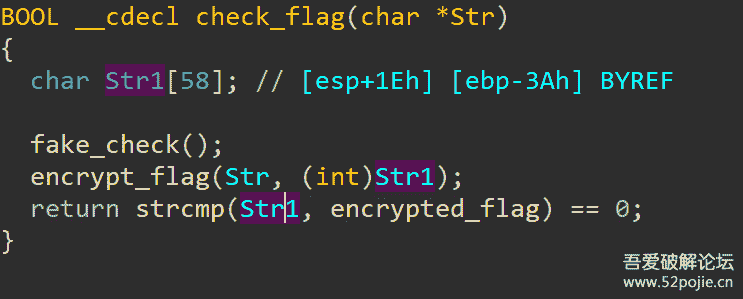 BOOL __cdecl check_flag(char *Str)
{
  char Str1[58]; // [esp+1Eh] [ebp-3Ah] BYREF
  fake_check();
  encrypt_flag(Str, (int)Str1);
  return strcmp(Str1, encrypted_flag) == 0;
}
吾爱破解论坛
www.52pojie.cn